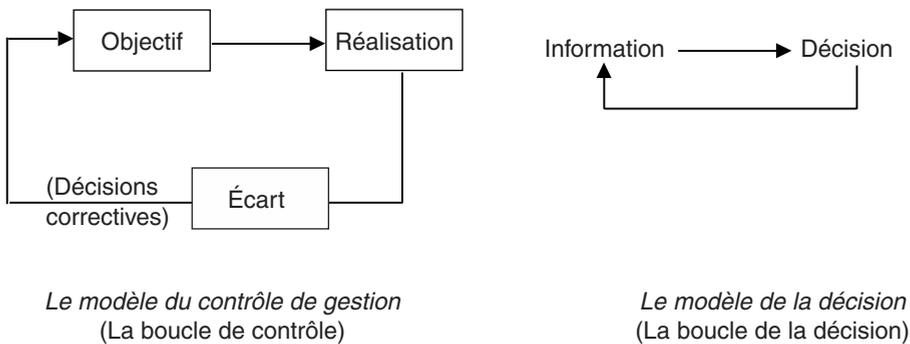 Objectif
Réalisation
(Décisions
correctives)
Écart
Le modèle du contrôle de gestion
(La boucle de contrôle)
Information
Décision
Le modèle de la décision
(La boucle de la décision)